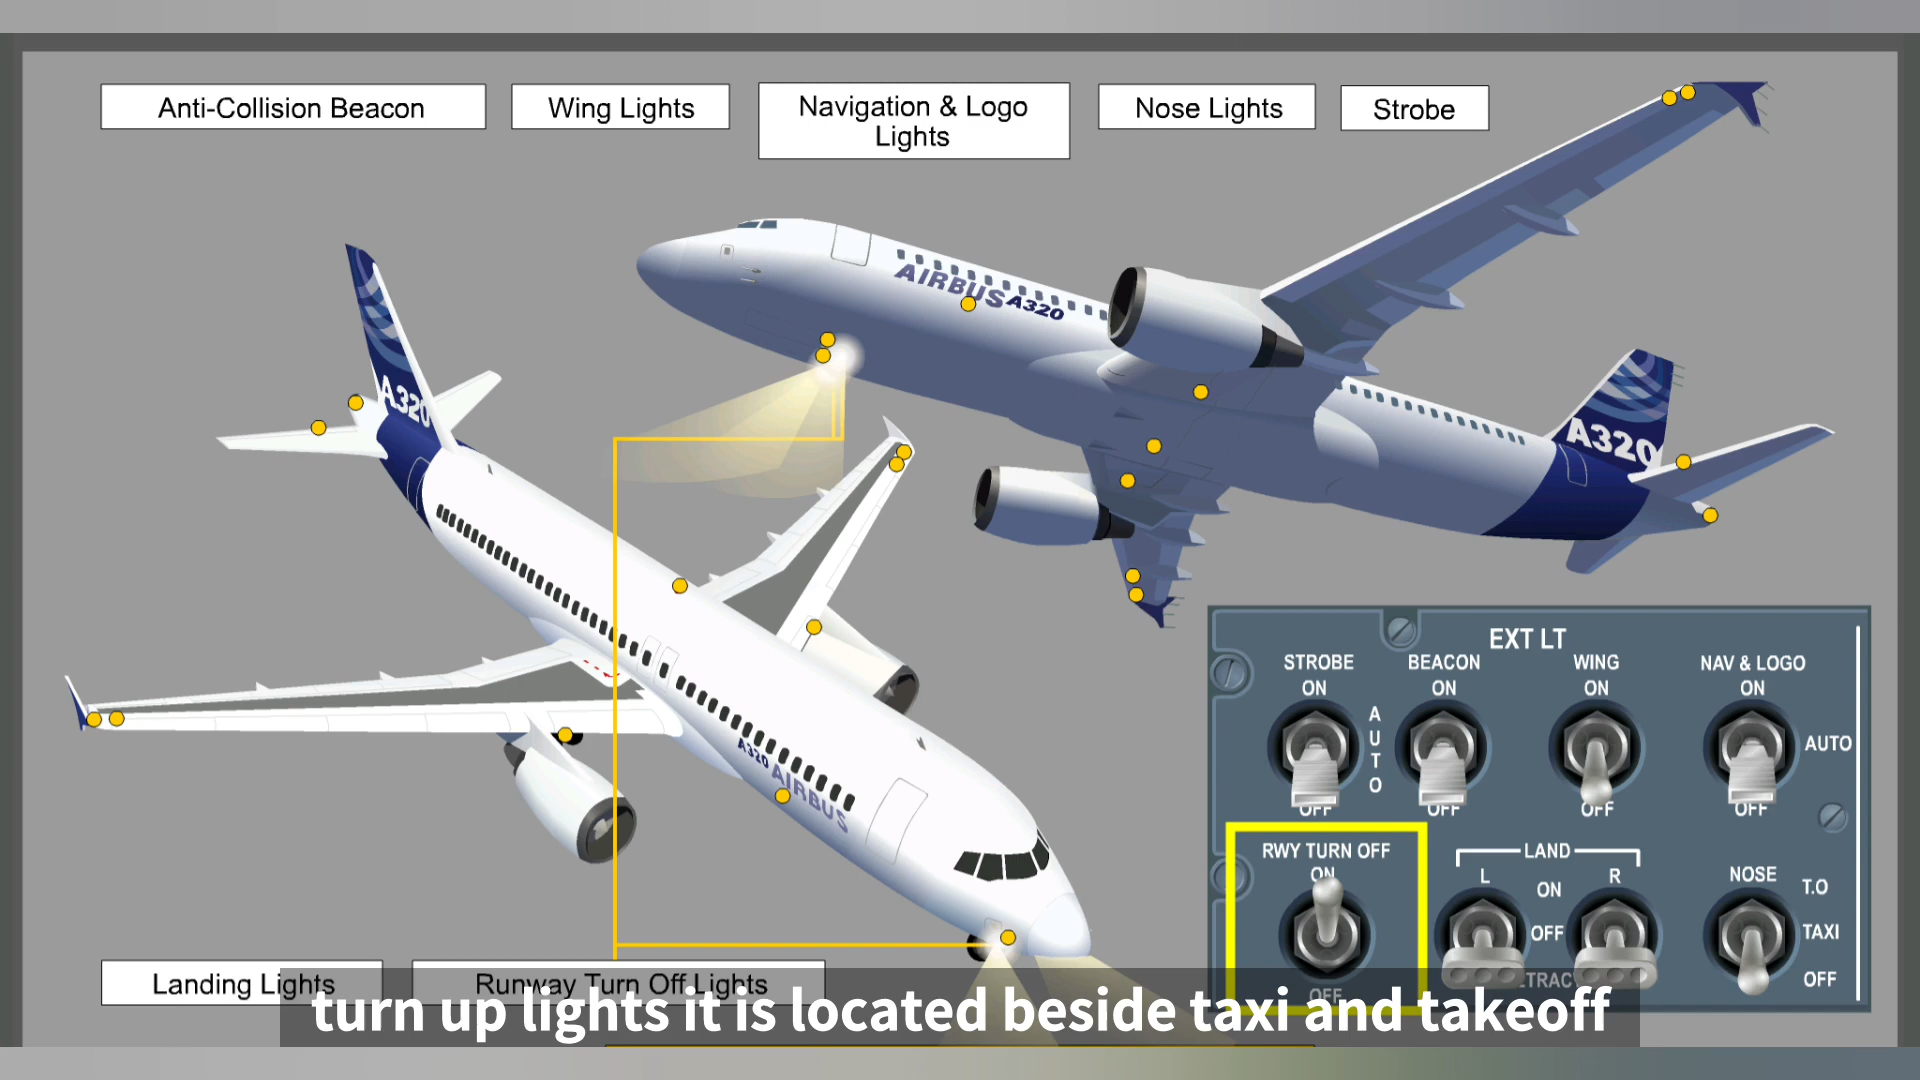 Anti-Collision Beacon
Wing Lights
Navigation & Logo
Lights
Nose Lights
Strobe
AIRBUS A320
A320
A320
A320 AIRBUS
EXT LT
STROBE
BEACON
WING
NAV & LOGO
ON
ON
ON
ON
AUTO
AUTO
OFF
OFF
OFF
OFF
RWY TURN OFF
LAND
ON
L
R
NOSE
ON
T.O
OFF
TAXI
OFF
OFF
Landing Lights
Runway Turn Off Lights
turn up lights it is located beside taxi and takeoff